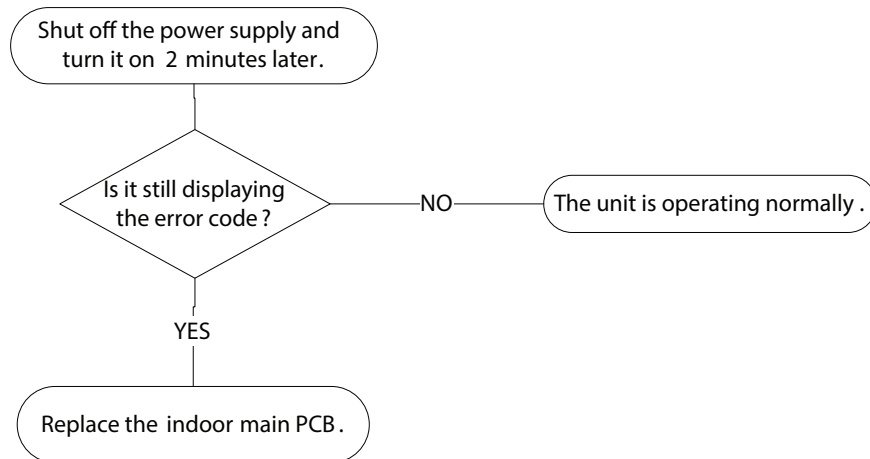 Shut off the power supply and
turn it on 2 minutes later.
Is it still displaying
the error code?
NO
The unit is operating normally.
YES
Replace the indoor main PCB.